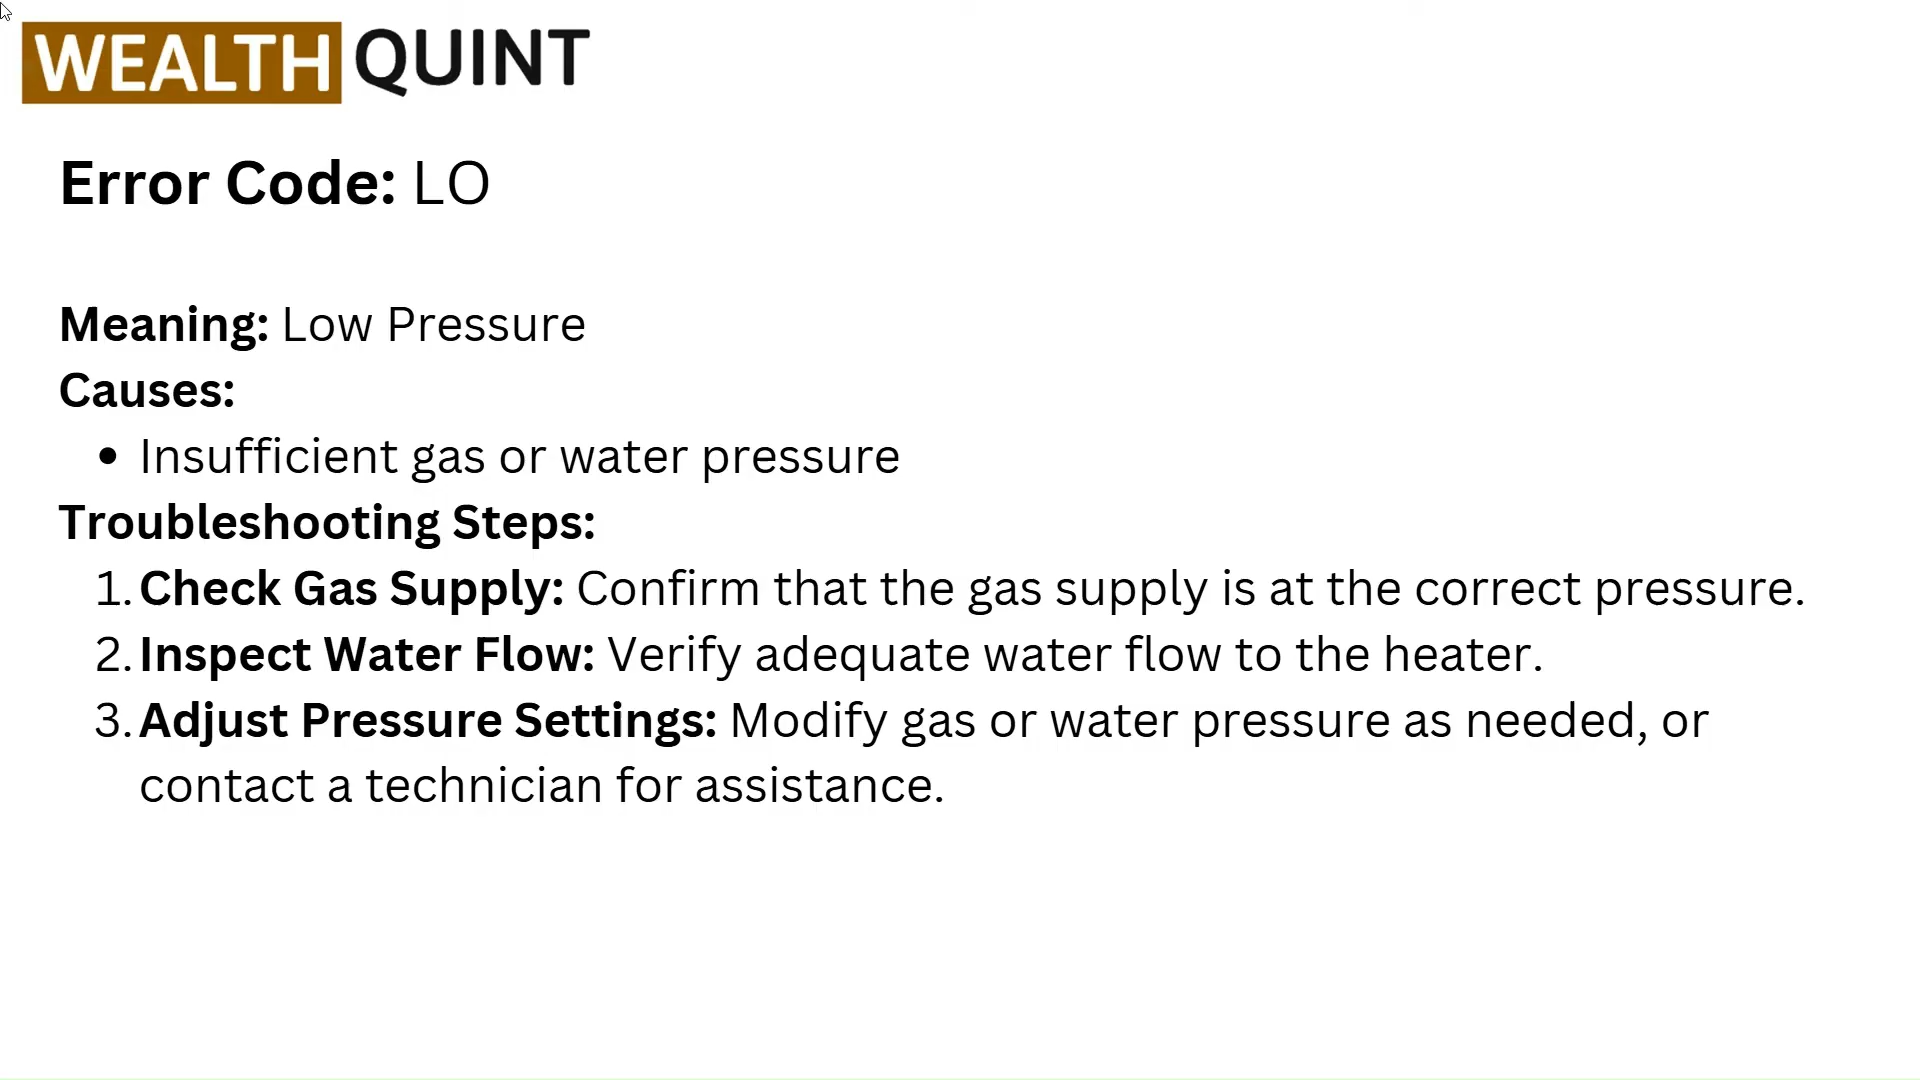 WEALTH QUINT
Error Code: LO
Meaning: Low Pressure
Causes:
• Insufficient gas or water pressure
Troubleshooting Steps:
1. Check Gas Supply: Confirm that the gas supply is at the correct pressure.
2. Inspect Water Flow: Verify adequate water flow to the heater.
3. Adjust Pressure Settings: Modify gas or water pressure as needed, or
contact a technician for assistance.